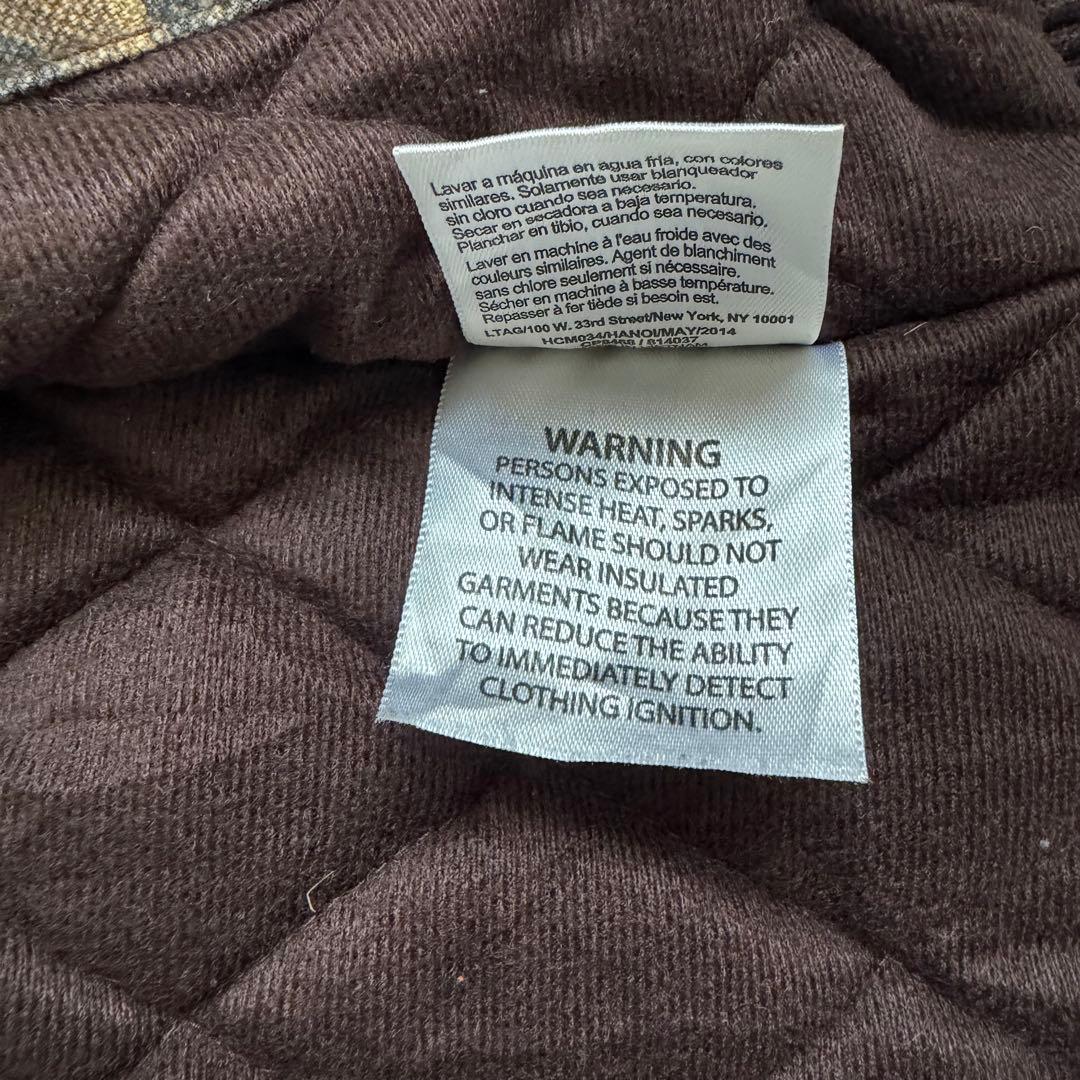 Lavar a máquina en agua fria, con colores
similares. Solamente usar blanqueador
sin cloro cuando sea necesario.
Secar en secadora a baja temperatura.
Planchar en tibio, cuando sea necesario.
Laver en machine à l'eau froide avec des
couleurs similaires. Agent de blanchiment
sans chlore seulement si nécessaire.
Sécher en machine à basse température.
Repasser à fer tiède si besoin est.
LTAG/100 W. 33rd Street/New York, NY 10001
HCM034/HANOI/MAY/2014
/ 814037
WARNING
PERSONS EXPOSED TO
INTENSE HEAT, SPARKS,
OR FLAME SHOULD NOT
WEAR INSULATED
GARMENTS BECAUSE THEY
CAN REDUCE THE ABILITY
TO IMMEDIATELY DETECT
CLOTHING IGNITION.